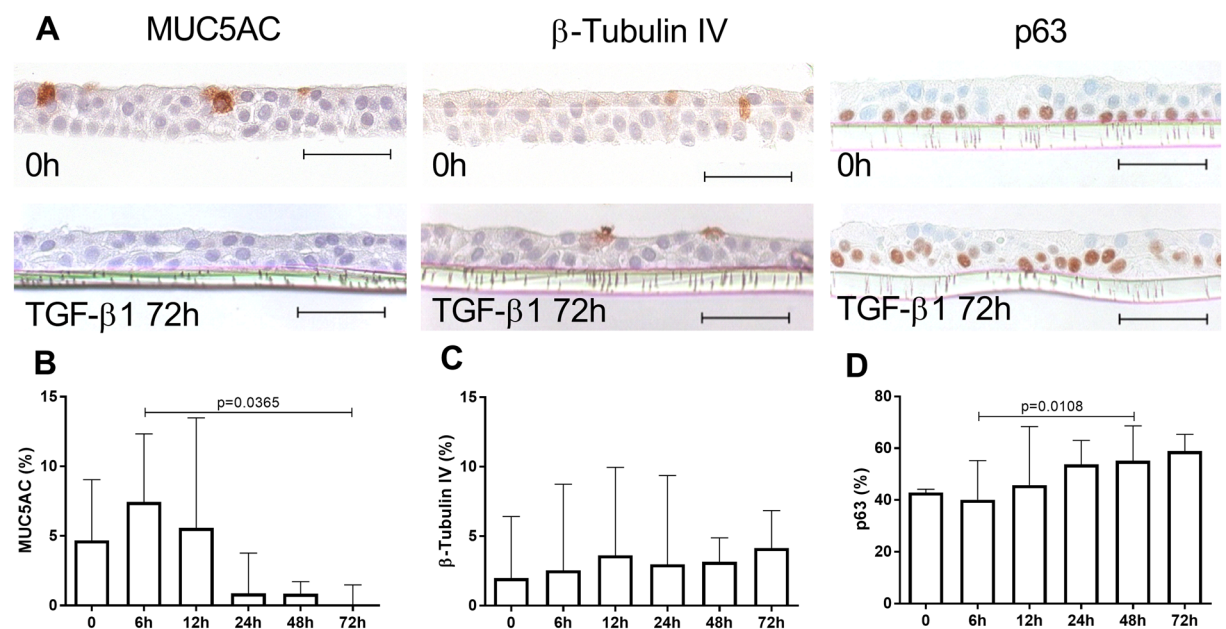 A
MUC5AC
β-Tubulin IV
p63
0h
0h
0h
TGF-β1 72h
TGF-β1 72h
TGF-β1 72h
B
MUC5AC (%)
15
10
5
0
p=0.0365
0 6h 12h 24h 48h 72h
C
β-Tubulin IV (%)
15
10
5
0
0 6h 12h 24h 48h 72h
D
p63 (%)
80
60
40
20
0
p=0.0108
0 6h 12h 24h 48h 72h